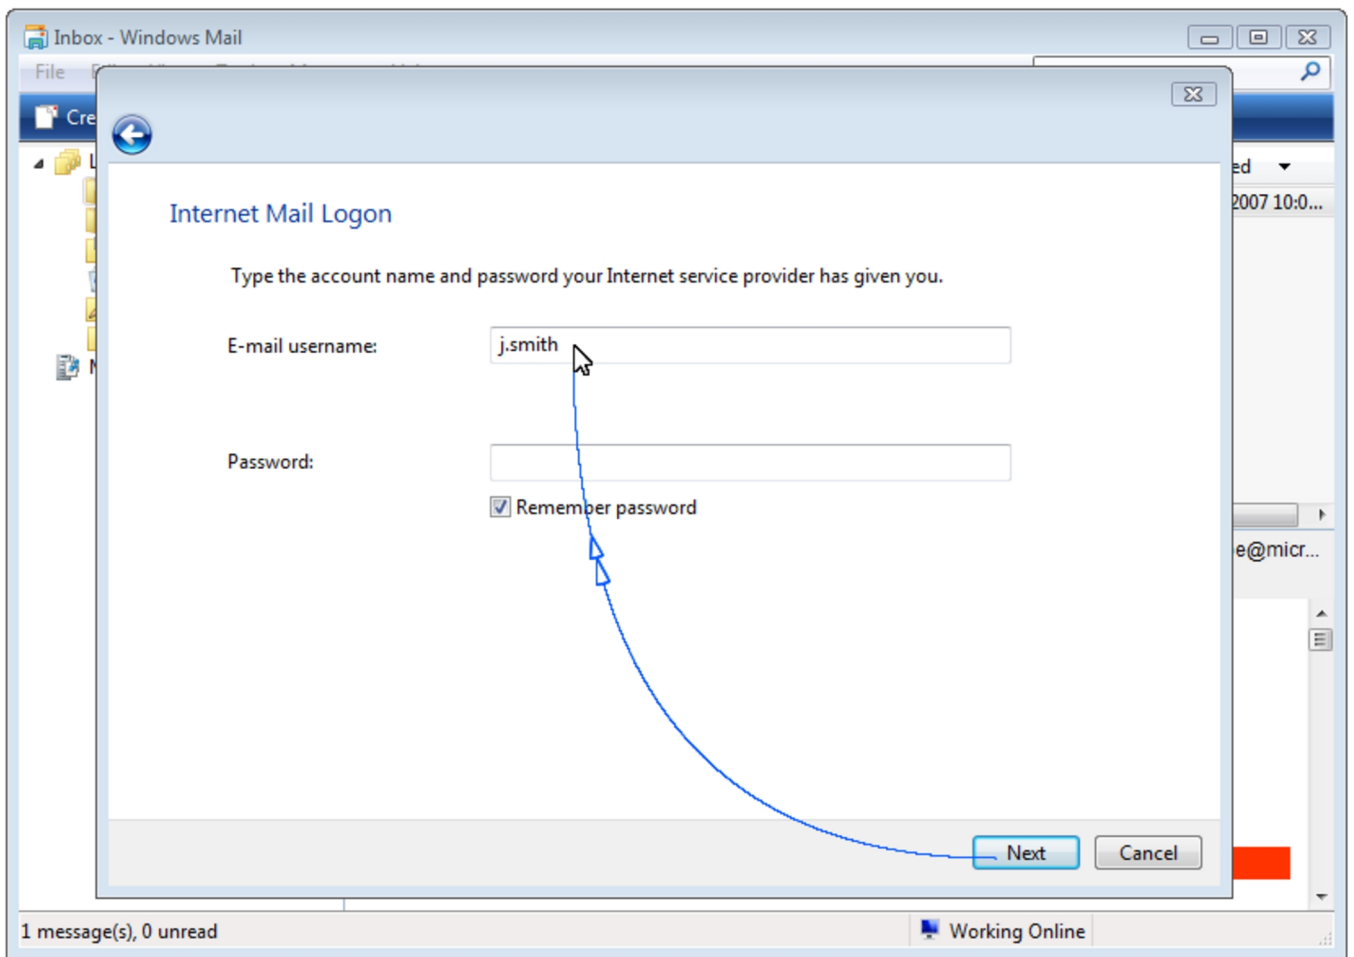 Inbox - Windows Mail
File
Cre
ed
2007 10:0...
Internet Mail Logon
Type the account name and password your Internet service provider has given you.
E-mail username:
j.smith
Password:
Remember password
e@micr...
Next
Cancel
1 message(s), 0 unread
Working Online